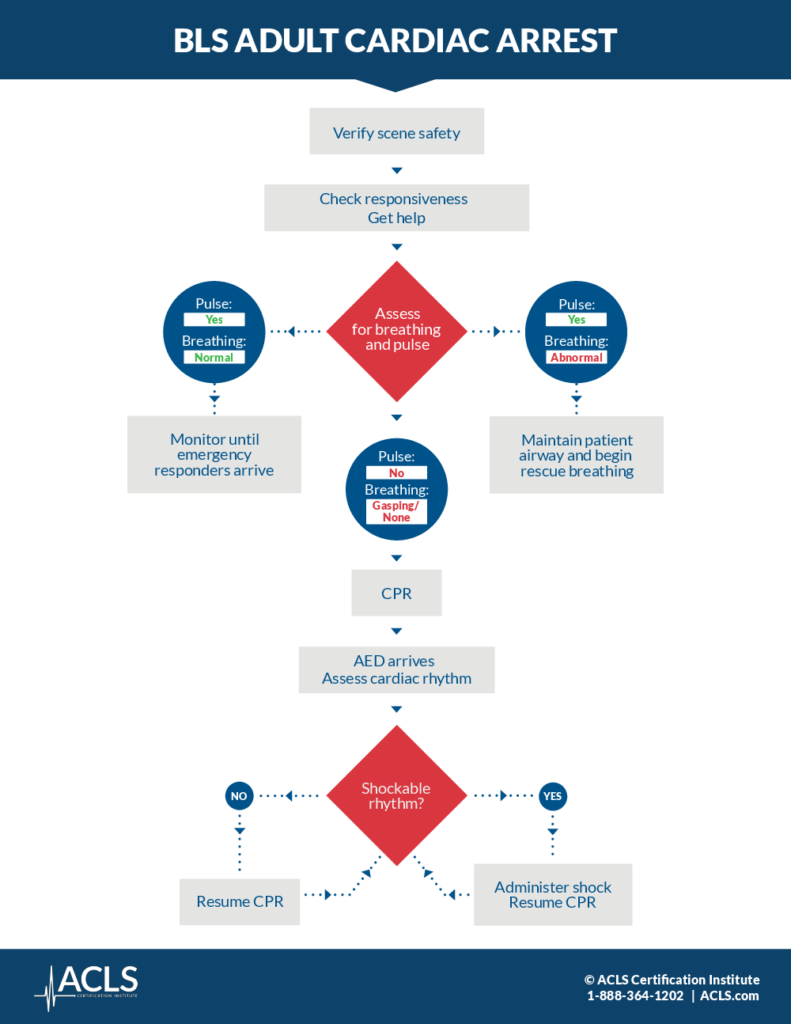 BLS ADULT CARDIAC ARREST
Verify scene safety
Check responsiveness
Get help
Assess
for breathing
and pulse
Pulse:
Yes
Breathing:
Normal
Pulse:
Yes
Breathing:
Abnormal
Monitor until
emergency
responders arrive
Maintain patient
airway and begin
rescue breathing
Pulse:
No
Breathing:
Gasping/
None
CPR
AED arrives
Assess cardiac rhythm
Shockable
rhythm?
NO
YES
Resume CPR
Administer shock
Resume CPR
ACLS
CERTIFICATION INSTITUTE
© ACLS Certification Institute
1-888-364-1202 | ACLS.com